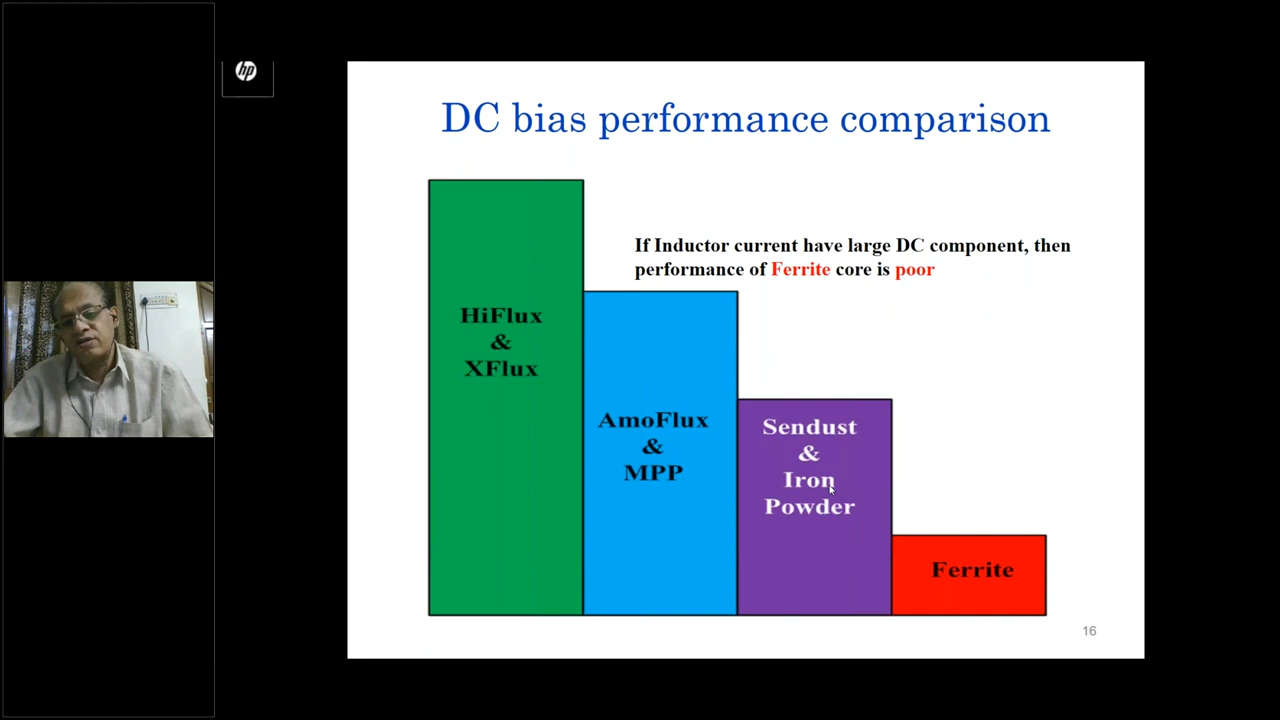 hp
DC bias performance comparison
If Inductor current have large DC component, then
performance of Ferrite core is poor
HiFlux
&
XFlux
AmoFlux
&
MPP
Sendust
&
Iron
Powder
Ferrite
16